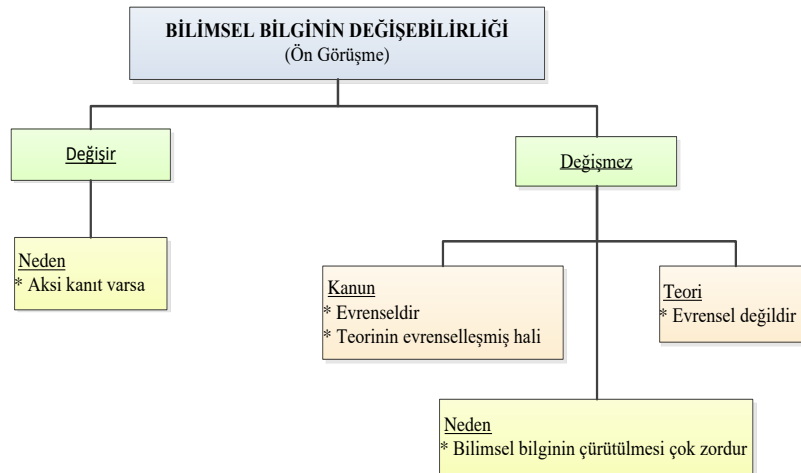 BİLİMSEL BİLGİNİN DEĞİŞEBİLİRLİĞİ
(Ön Görüşme)
Değişir
Değişmez
Neden
* Aksi kanıt varsa
Kanun
* Evrenseldir
* Teorinin evrenselleşmiş hali
Teori
* Evrensel değildir
Neden
* Bilimsel bilginin çürütülmesi çok zordur